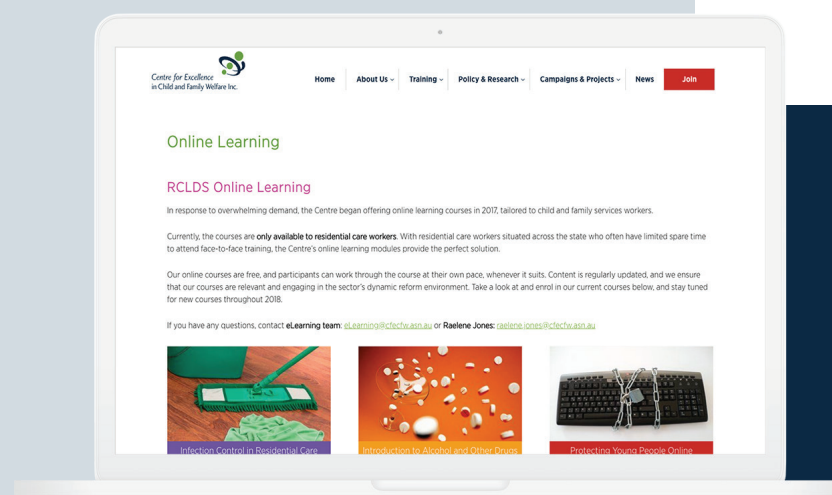 Centre for Excellence
in Child and Family Welfare Inc.
Home
About Us
Training
Policy & Research
Campaigns & Projects
News
Join
Online Learning
RCLDS Online Learning
In response to overwhelming demand, the Centre began offering online learning courses in 2017, tailored to child and family services workers.
Currently, the courses are only available to residential care workers. With residential care workers situated across the state who often have limited spare time
to attend face-to-face training, the Centre's online learning modules provide the perfect solution.
Our online courses are free, and participants can work through the course at their own pace, whenever it suits. Content is regularly updated, and we ensure
that our courses are relevant and engaging in the sector's dynamic reform environment. Take a look at and enrol in our current courses below, and stay tuned
for new courses throughout 2018.
If you have any questions, contact eLearning team: eLearning@cfecfw.asn.au or Raelene Jones: raelene.jones@cfecfw.asn.au
Infection Control in Residential Care
Introduction to Alcohol and Other Drugs
Protecting Young People Online